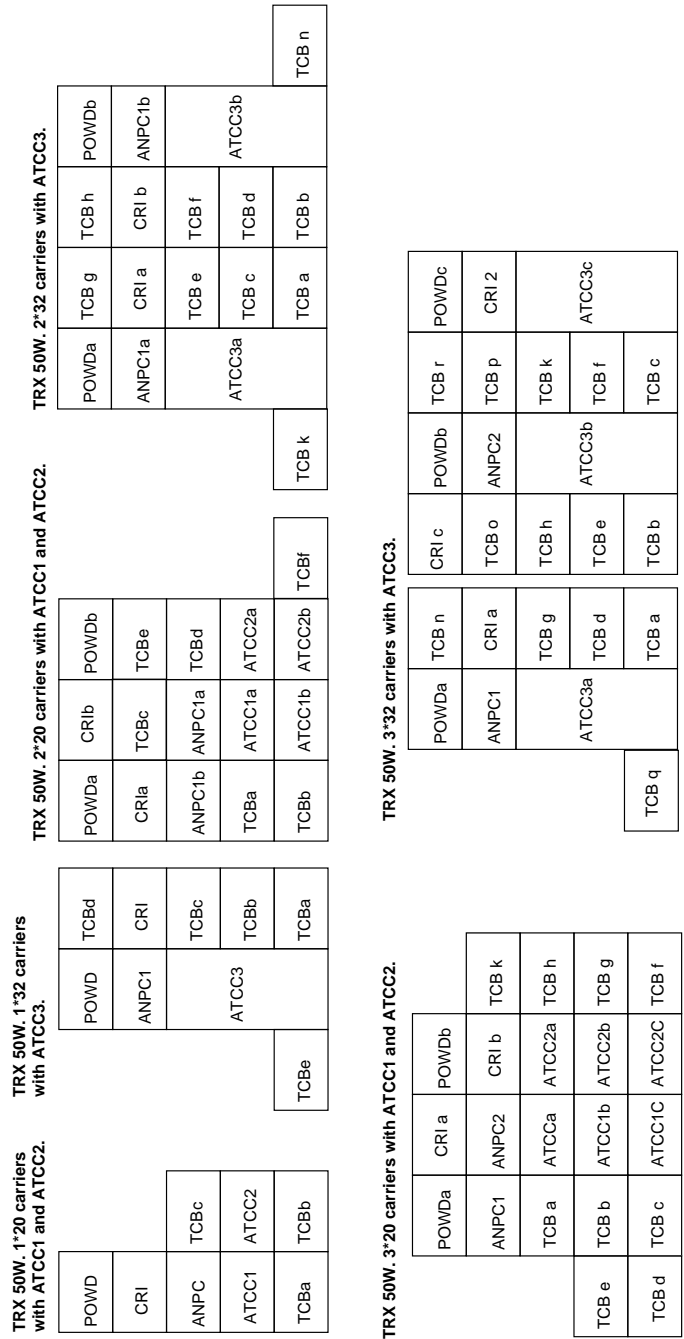 TRX 50W. 1*20 carriers
with ATCC1 and ATCC2.
POWD
CRI
ANPC TCBc
ATCC1 ATCC2
TCBa TCBb
TRX 50W. 1*32 carriers
with ATCC3.
POWD TCBd
ANPC1 CRI
ATCC3 TCBc
TCBb
TCBe TCBa
TRX 50W. 2*20 carriers with ATCC1 and ATCC2.
POWDa CRIb POWDb
CRIa TCBc TCBe
ANPC1b ANPC1a TCBd
TCBa ATCC1a ATCC2a
TCBb ATCC1b ATCC2b TCBf
TRX 50W. 2*32 carriers with ATCC3.
POWDa TCB g TCB h POWDb
ANPC1a CRI a CRI b ANPC1b
ATCC3a TCB e TCB f ATCC3b
TCB c TCB d
TCB k TCB a TCB b TCB n
TRX 50W. 3*20 carriers with ATCC1 and ATCC2.
POWDa CRI a POWDb
ANPC1 ANPC2 CRI b TCB k
TCB a ATCCa ATCC2a TCB h
TCB e TCB b ATCC1b ATCC2b TCB g
TCB d TCB c ATCC1C ATCC2C TCB f
TRX 50W. 3*32 carriers with ATCC3.
POWDa TCB n CRI c POWDb TCB r POWDc
ANPC1 CRI a TCB o ANPC2 TCB p CRI 2
ATCC3a TCB g TCB h ATCC3b TCB k ATCC3c
TCB d TCB e TCB f
TCB q TCB a TCB b TCB c